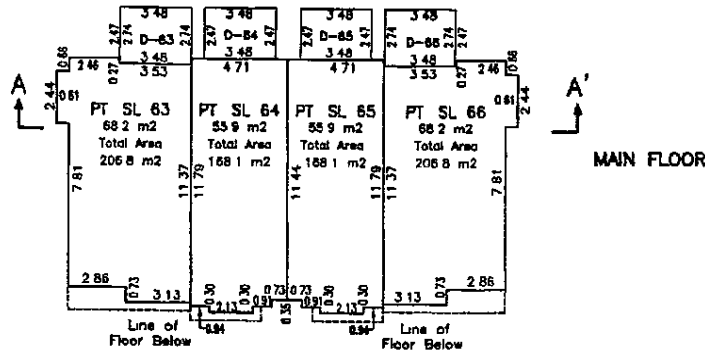 3.48 3.48 3.48 3.48
2.47 2.74 D-63 2.74 2.47 D-64 2.47 2.47 D-65 2.47 2.74 D-66 2.74 2.47
3.48 3.48 3.48 3.48
0.66 2.46 0.27 3.53 4.71 4.71 3.53 0.27 2.46 0.66
A 2.44 0.61 0.61 2.44 A'
PT SL 63 PT SL 64 PT SL 65 PT SL 66
68.2 m2 55.9 m2 55.9 m2 68.2 m2
Total Area Total Area Total Area Total Area
206.8 m2 168.1 m2 168.1 m2 206.8 m2
MAIN FLOOR
7.81 11.37 11.79 11.44 11.79 11.37 7.81
2.86 0.73 0.30 0.30 0.73 0.73 0.30 0.30 0.73 2.86
3.13 2.13 0.91 0.91 2.13 3.13
0.35
Line of Line of
Floor Below 0.94 0.94 Floor Below